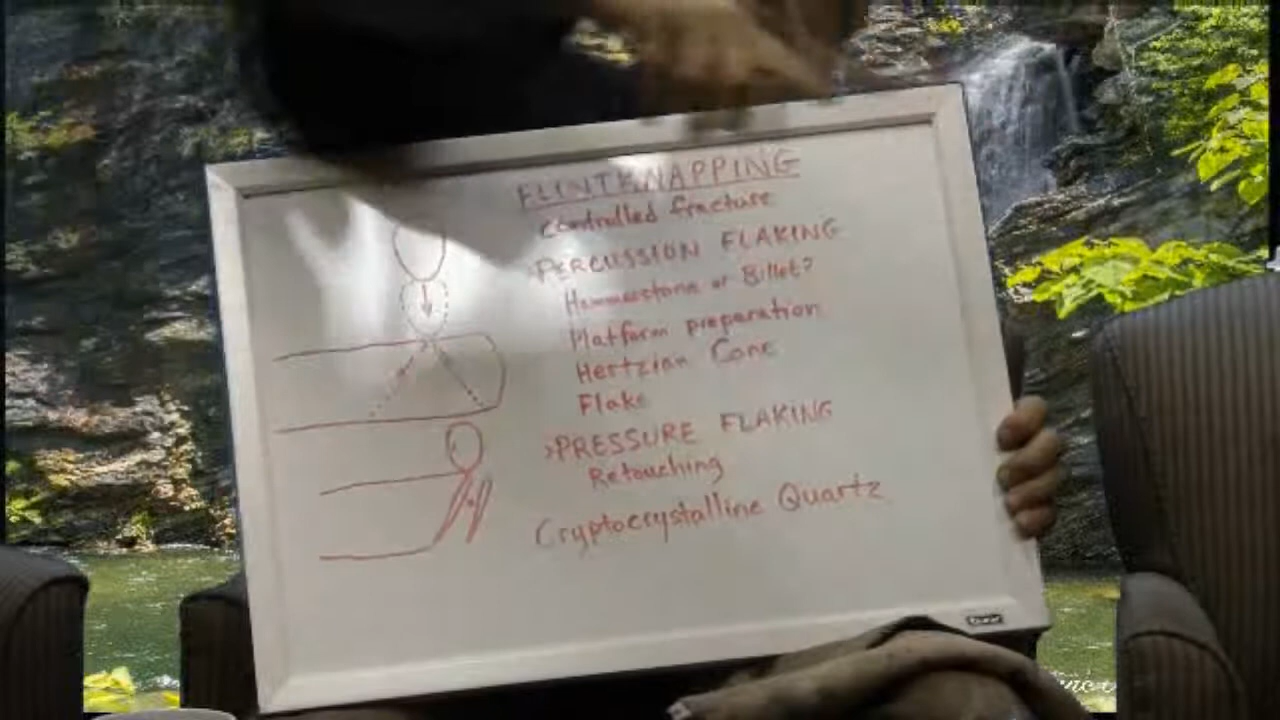 FLINTKNAPPING
Controlled fracture
PERCUSSION FLAKING
Hammerstone or Billet?
Platform preparation
Hertzian Cone
Flake
>PRESSURE FLAKING
Retouching
Cryptocrystalline Quartz